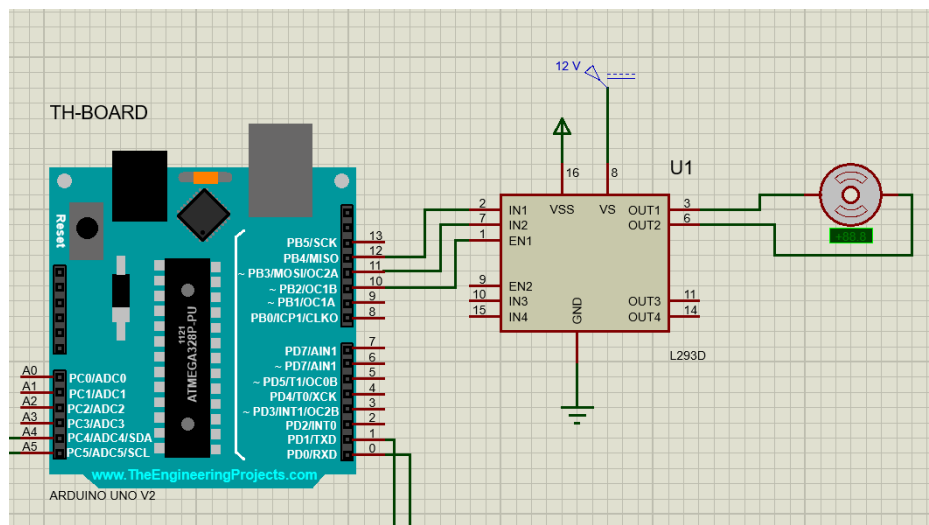 TH-BOARD
Reset
1121
ATMEGA328P-PU
PB5/SCK 13
PB4/MISO 12
~ PB3/MOSI/OC2A 11
~ PB2/OC1B 10
~ PB1/OC1A 9
PB0/ICP1/CLKO 8
PD7/AIN1 7
~ PD7/AIN1 6
~ PD5/T1/OC0B 5
PD4/T0/XCK 4
~ PD3/INT1/OC2B 3
PD2/INT0 2
PD1/TXD 1
PD0/RXD 0
A0 PC0/ADC0
A1 PC1/ADC1
A2 PC2/ADC2
A3 PC3/ADC3
A4 PC4/ADC4/SDA
A5 PC5/ADC5/SCL
www.TheEngineeringProjects.com
ARDUINO UNO V2
12 V
U1
16 8
VSS VS
2 IN1 OUT1 3
7 IN2 OUT2 6
1 EN1
9 EN2
10 IN3 OUT3 11
15 IN4 OUT4 14
GND
L293D